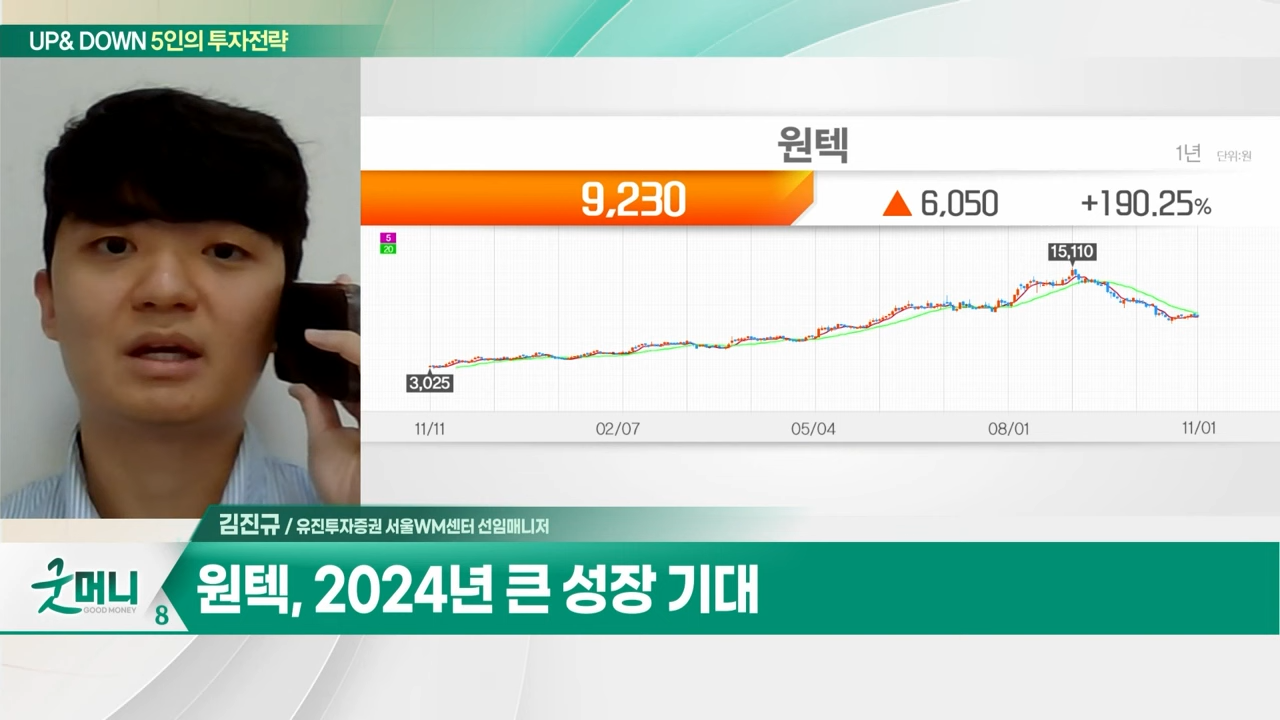 UP& DOWN 5인의 투자전략
원텍
1년 단위:원
9,230 ▲ 6,050 +190.25%
5
20
15,110
3,025
11/11 02/07 05/04 08/01 11/01
김진규 / 유진투자증권 서울WM센터 선임매니저
굿머니 GOOD MONEY 8
원텍, 2024년 큰 성장 기대